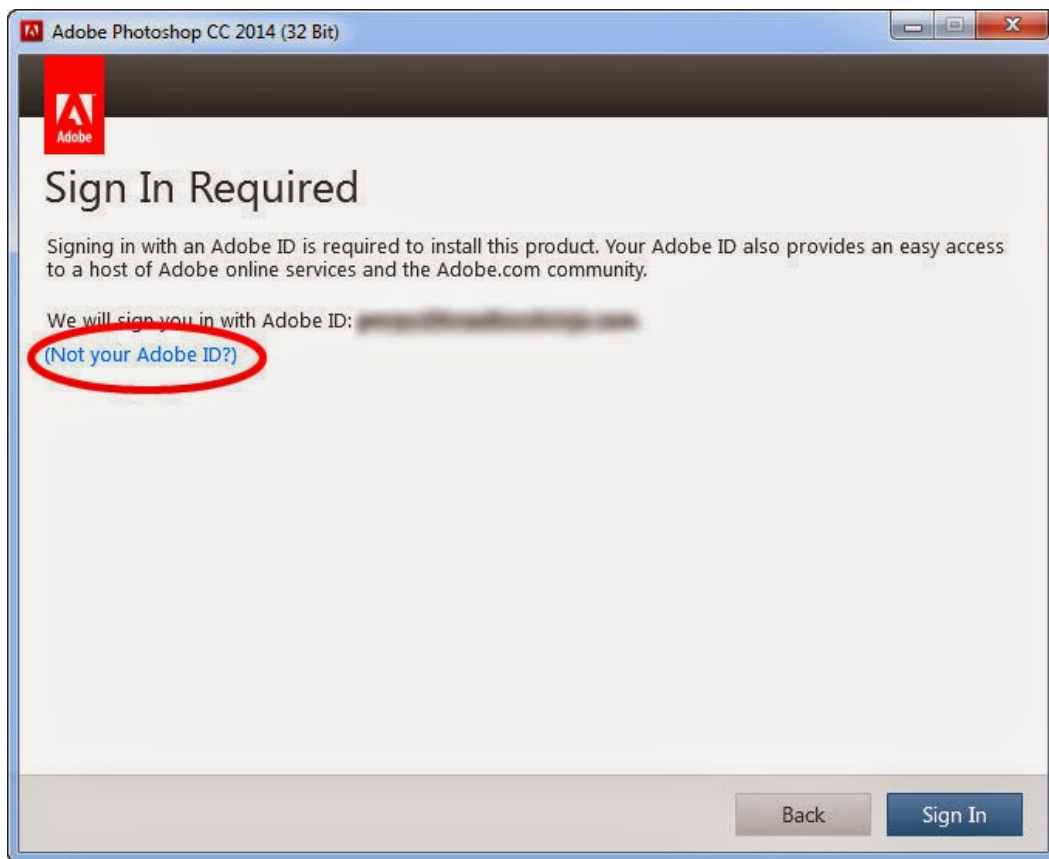 Adobe Photoshop CC 2014 (32 Bit)
Adobe
Sign In Required
Signing in with an Adobe ID is required to install this product. Your Adobe ID also provides an easy access
to a host of Adobe online services and the Adobe.com community.
We will sign you in with Adobe ID:
(Not your Adobe ID?)
Back Sign In